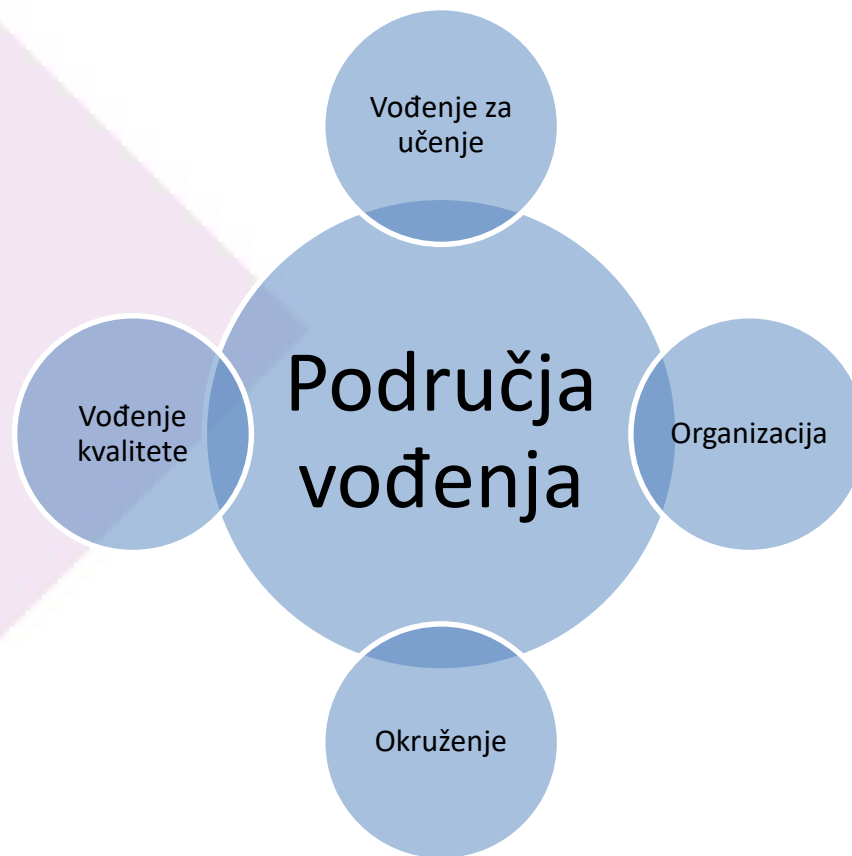 Vođenje za
učenje
Područja
vođenja
Vođenje
kvalitete
Organizacija
Okruženje